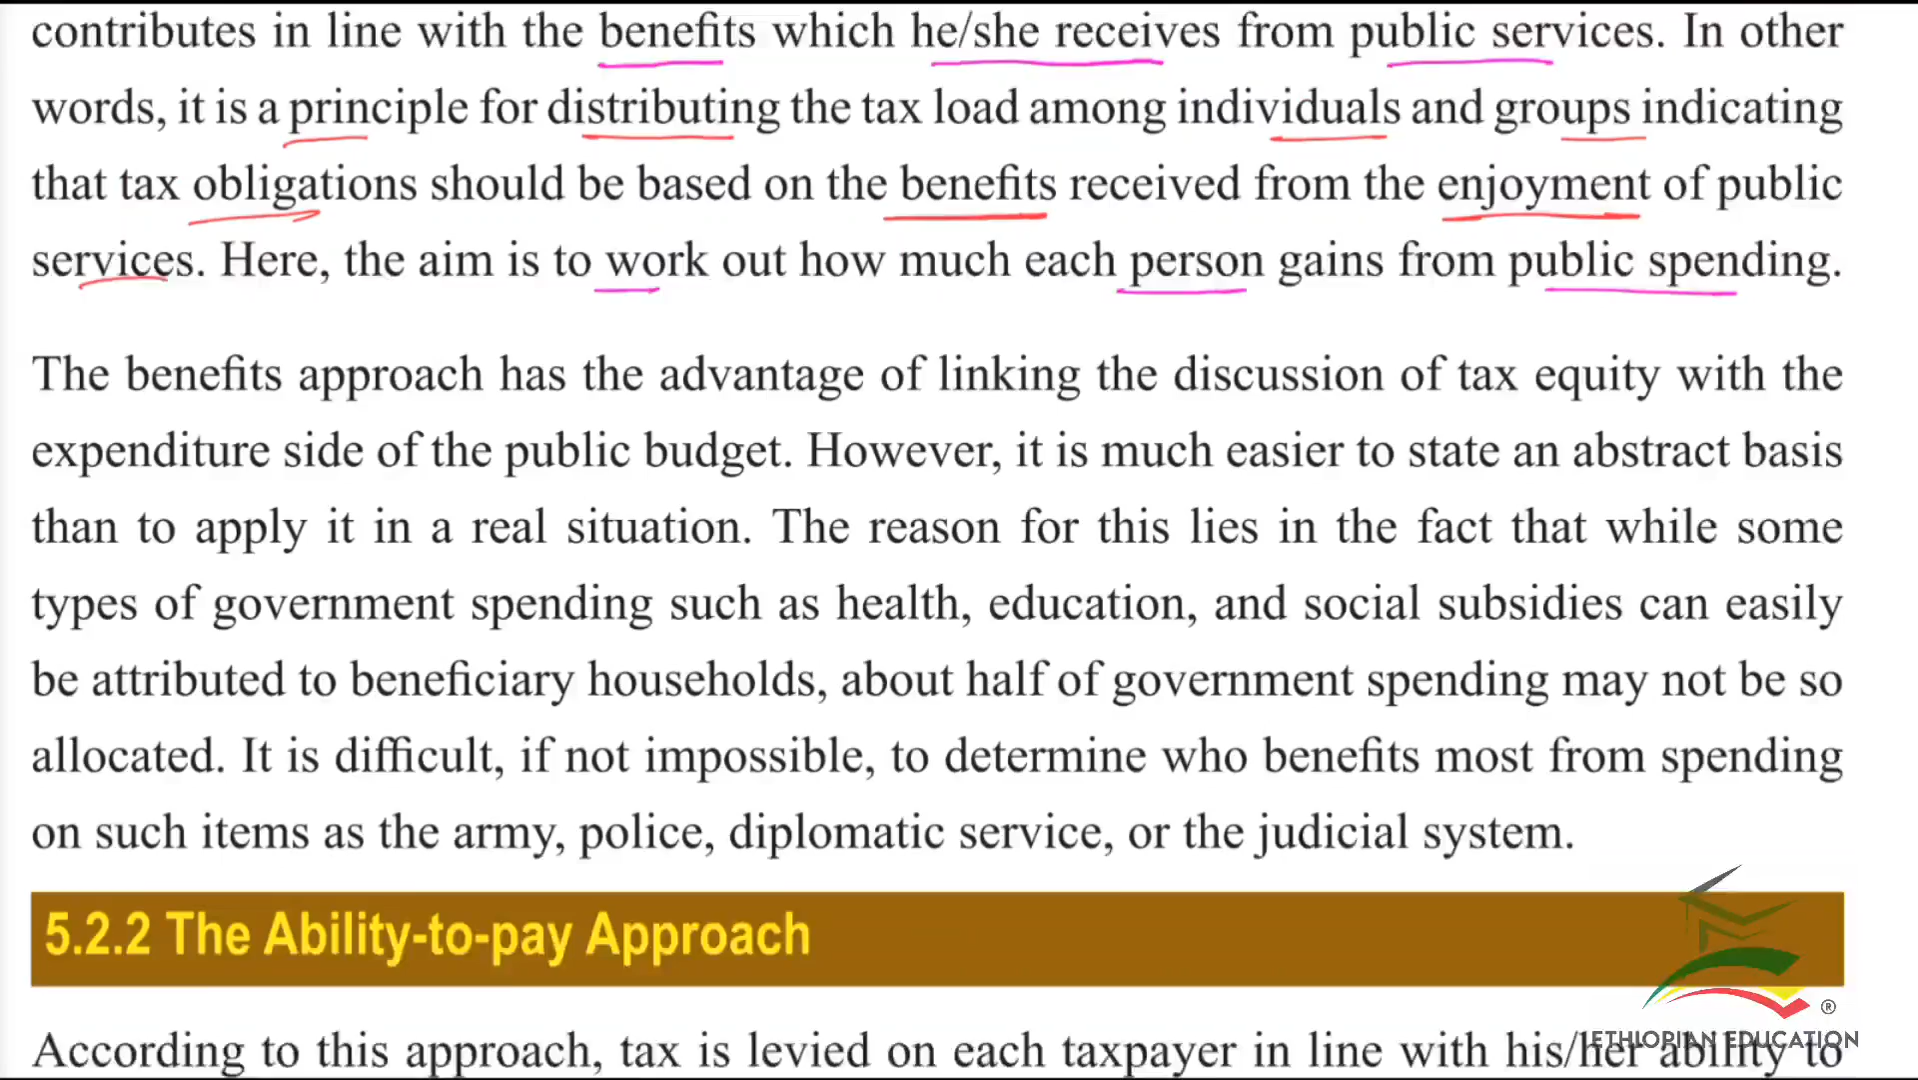 contributes in line with the benefits which he/she receives from public services. In other
words, it is a principle for distributing the tax load among individuals and groups indicating
that tax obligations should be based on the benefits received from the enjoyment of public
services. Here, the aim is to work out how much each person gains from public spending.
The benefits approach has the advantage of linking the discussion of tax equity with the
expenditure side of the public budget. However, it is much easier to state an abstract basis
than to apply it in a real situation. The reason for this lies in the fact that while some
types of government spending such as health, education, and social subsidies can easily
be attributed to beneficiary households, about half of government spending may not be so
allocated. It is difficult, if not impossible, to determine who benefits most from spending
on such items as the army, police, diplomatic service, or the judicial system.
5.2.2 The Ability-to-pay Approach
®
ETHIOPIAN EDUCATION
According to this approach, tax is levied on each taxpayer in line with his/her ability to